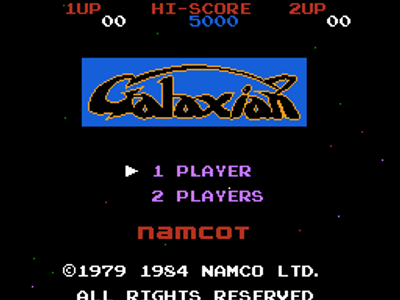 1UP HI-SCORE 2UP
00 5000 00
Galaxian
1 PLAYER
2 PLAYERS
namcot
©1979 1984 NAMCO LTD.
ALL RIGHTS RESERVED